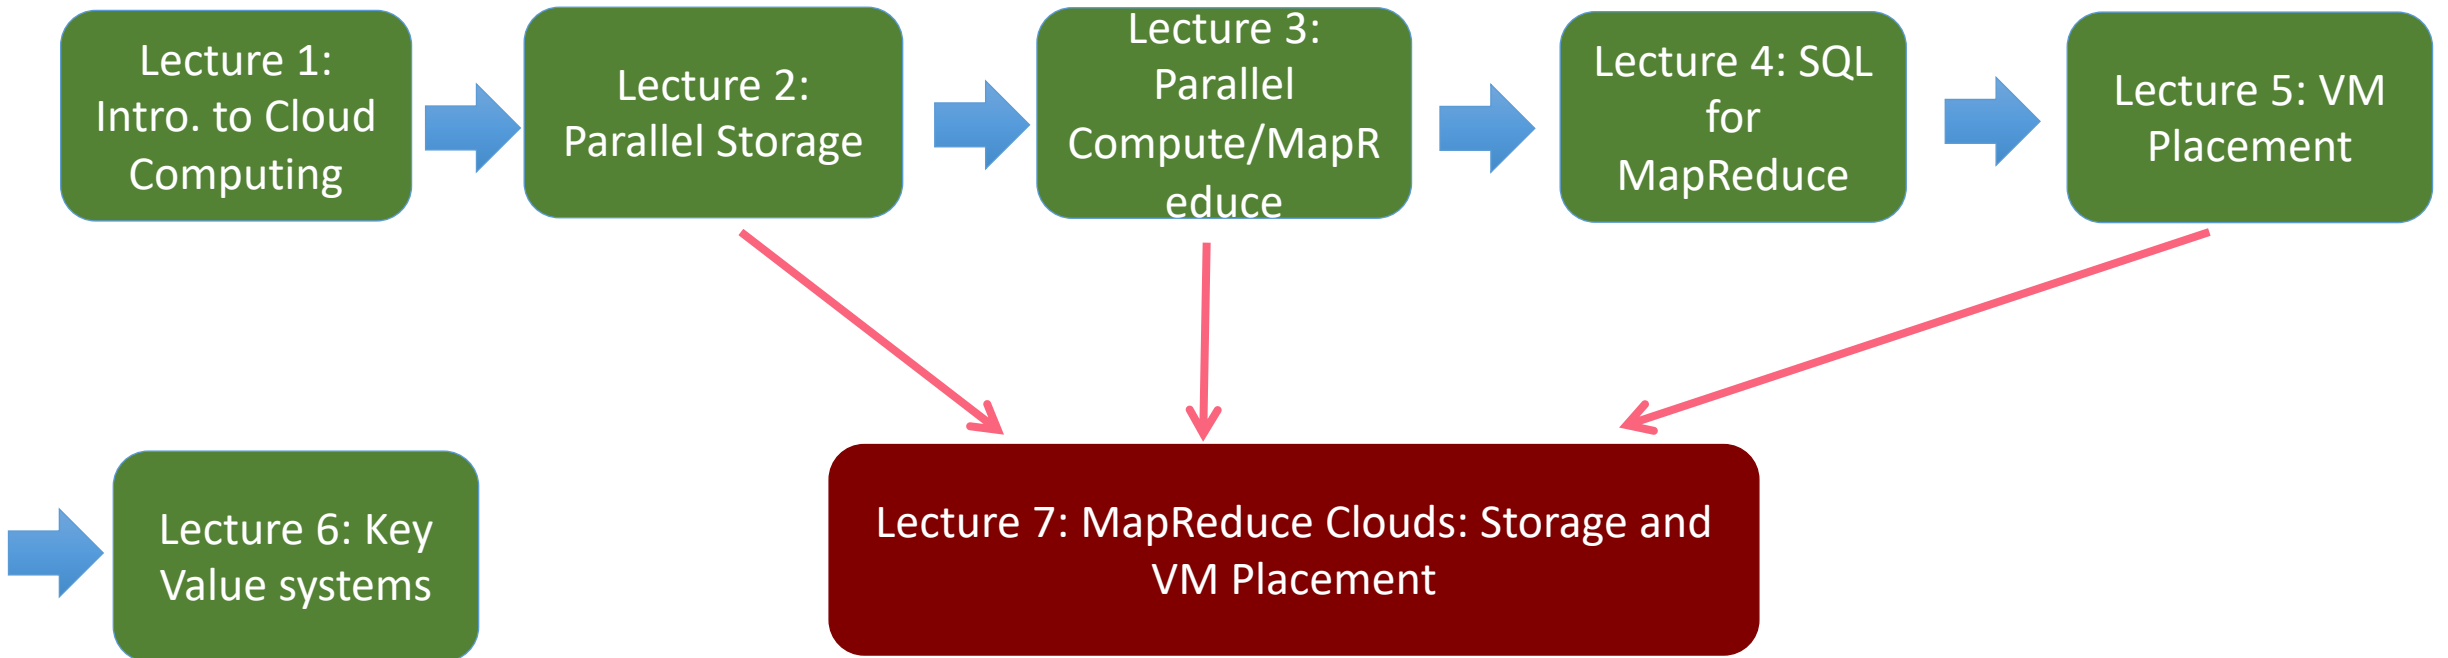 Lecture 1:
Intro. to Cloud
Computing
Lecture 2:
Parallel Storage
Lecture 3:
Parallel
Compute/MapR
educe
Lecture 4: SQL
for
MapReduce
Lecture 5: VM
Placement
Lecture 6: Key
Value systems
Lecture 7: MapReduce Clouds: Storage and
VM Placement